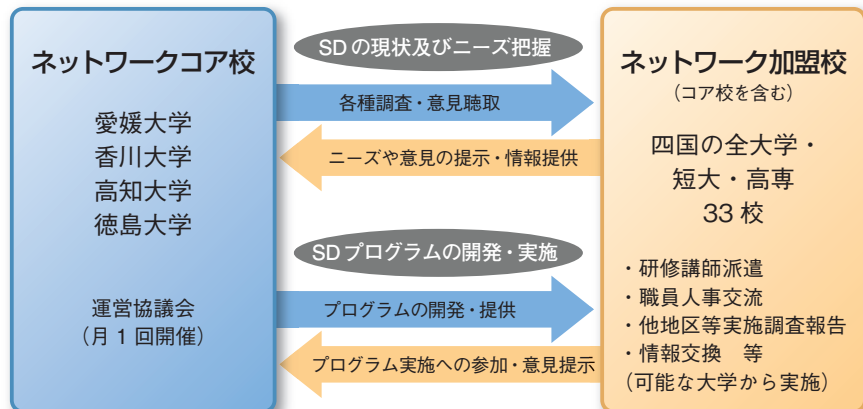 ネットワークコア校
愛媛大学
香川大学
高知大学
徳島大学
運営協議会
（月 1 回開催）
SD の現状及びニーズ把握
各種調査・意見聴取
ニーズや意見の提示・情報提供
SD プログラムの開発・実施
プログラムの開発・提供
プログラム実施への参加・意見提示
ネットワーク加盟校
（コア校を含む）
四国の全大学・
短大・高専
33 校
・研修講師派遣
・職員人事交流
・他地区等実施調査報告
・情報交換　等
（可能な大学から実施）